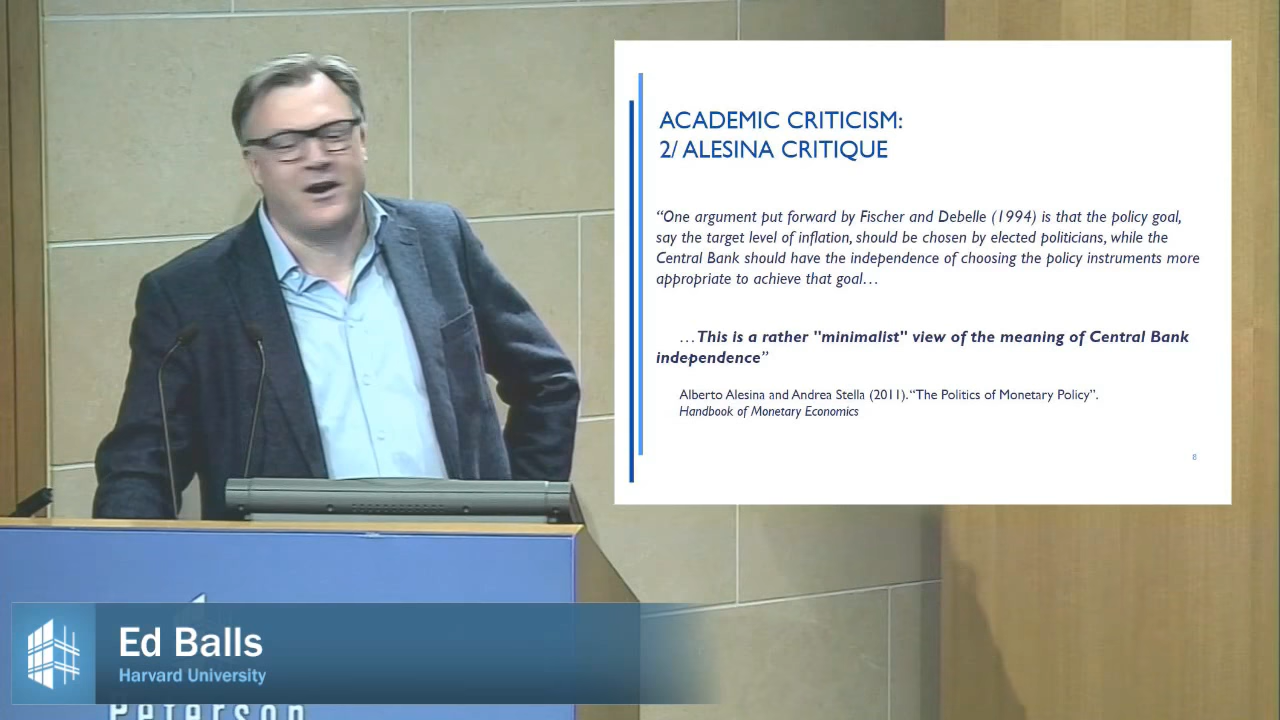 ACADEMIC CRITICISM:
2/ ALESINA CRITIQUE
“One argument put forward by Fischer and Debelle (1994) is that the policy goal,
say the target level of inflation, should be chosen by elected politicians, while the
Central Bank should have the independence of choosing the policy instruments more
appropriate to achieve that goal…
…This is a rather "minimalist" view of the meaning of Central Bank
independence”
Alberto Alesina and Andrea Stella (2011). “The Politics of Monetary Policy”.
Handbook of Monetary Economics
8
Ed Balls
Harvard University
Peterson